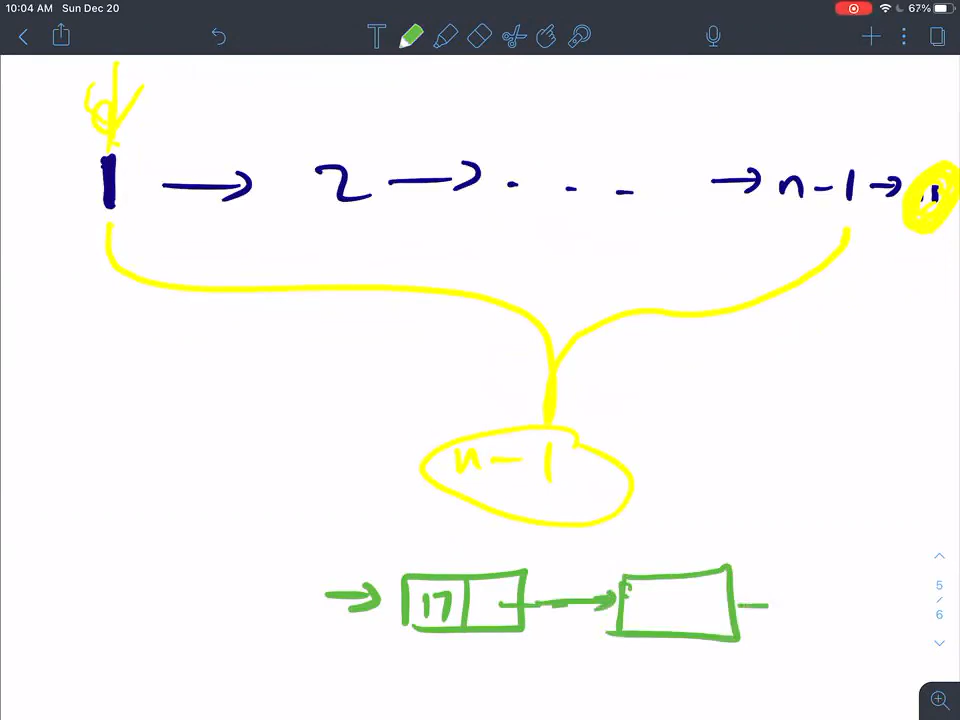 10:04 AM Sun Dec 20
67%
T
1 → 2 → . . . → n-1 → n
n-1
5
/
6
→ 17 →